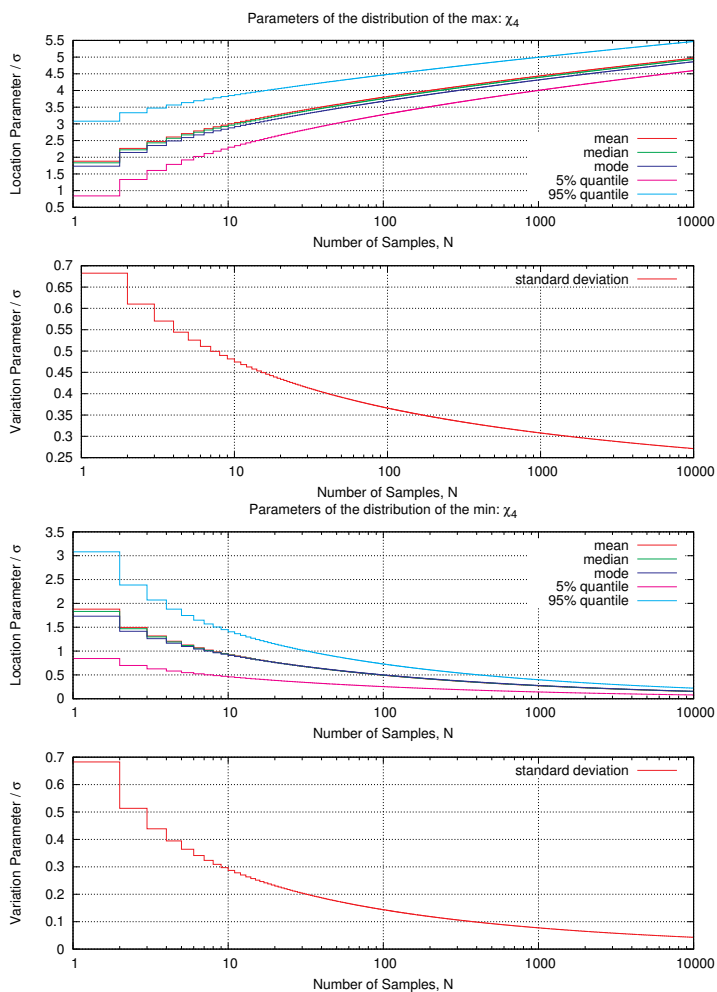 Parameters of the distribution of the max: χ4
Location Parameter / σ
5.5
5
4.5
4
3.5
3
2.5
2
1.5
1
0.5
mean
median
mode
5% quantile
95% quantile
1 10 100 1000 10000
Number of Samples, N
Variation Parameter / σ
0.7
0.65
0.6
0.55
0.5
0.45
0.4
0.35
0.3
0.25
standard deviation
1 10 100 1000 10000
Number of Samples, N
Parameters of the distribution of the min: χ4
Location Parameter / σ
3.5
3
2.5
2
1.5
1
0.5
0
mean
median
mode
5% quantile
95% quantile
1 10 100 1000 10000
Number of Samples, N
Variation Parameter / σ
0.7
0.6
0.5
0.4
0.3
0.2
0.1
0
standard deviation
1 10 100 1000 10000
Number of Samples, N